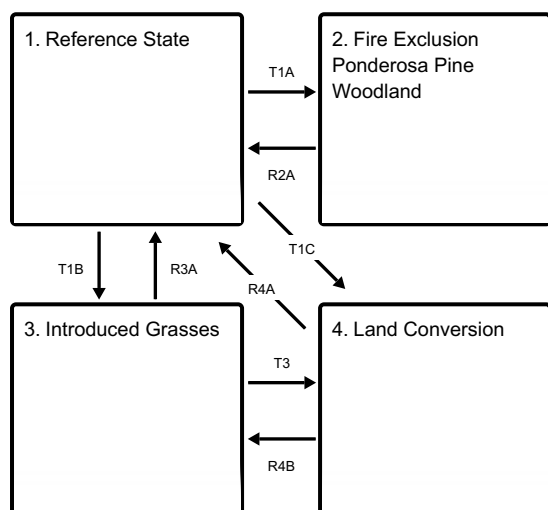 1. Reference State
2. Fire Exclusion
Ponderosa Pine
Woodland
T1A
R2A
T1B
R3A
T1C
R4A
3. Introduced Grasses
4. Land Conversion
T3
R4B